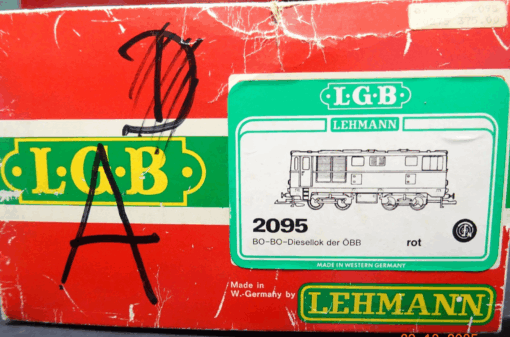 D
L·G·B
A
L·G·B
LEHMANN
2095
BO-BO-Diesellok der ÖBB rot
MADE IN WESTERN GERMANY
Made in
W.-Germany by LEHMANN